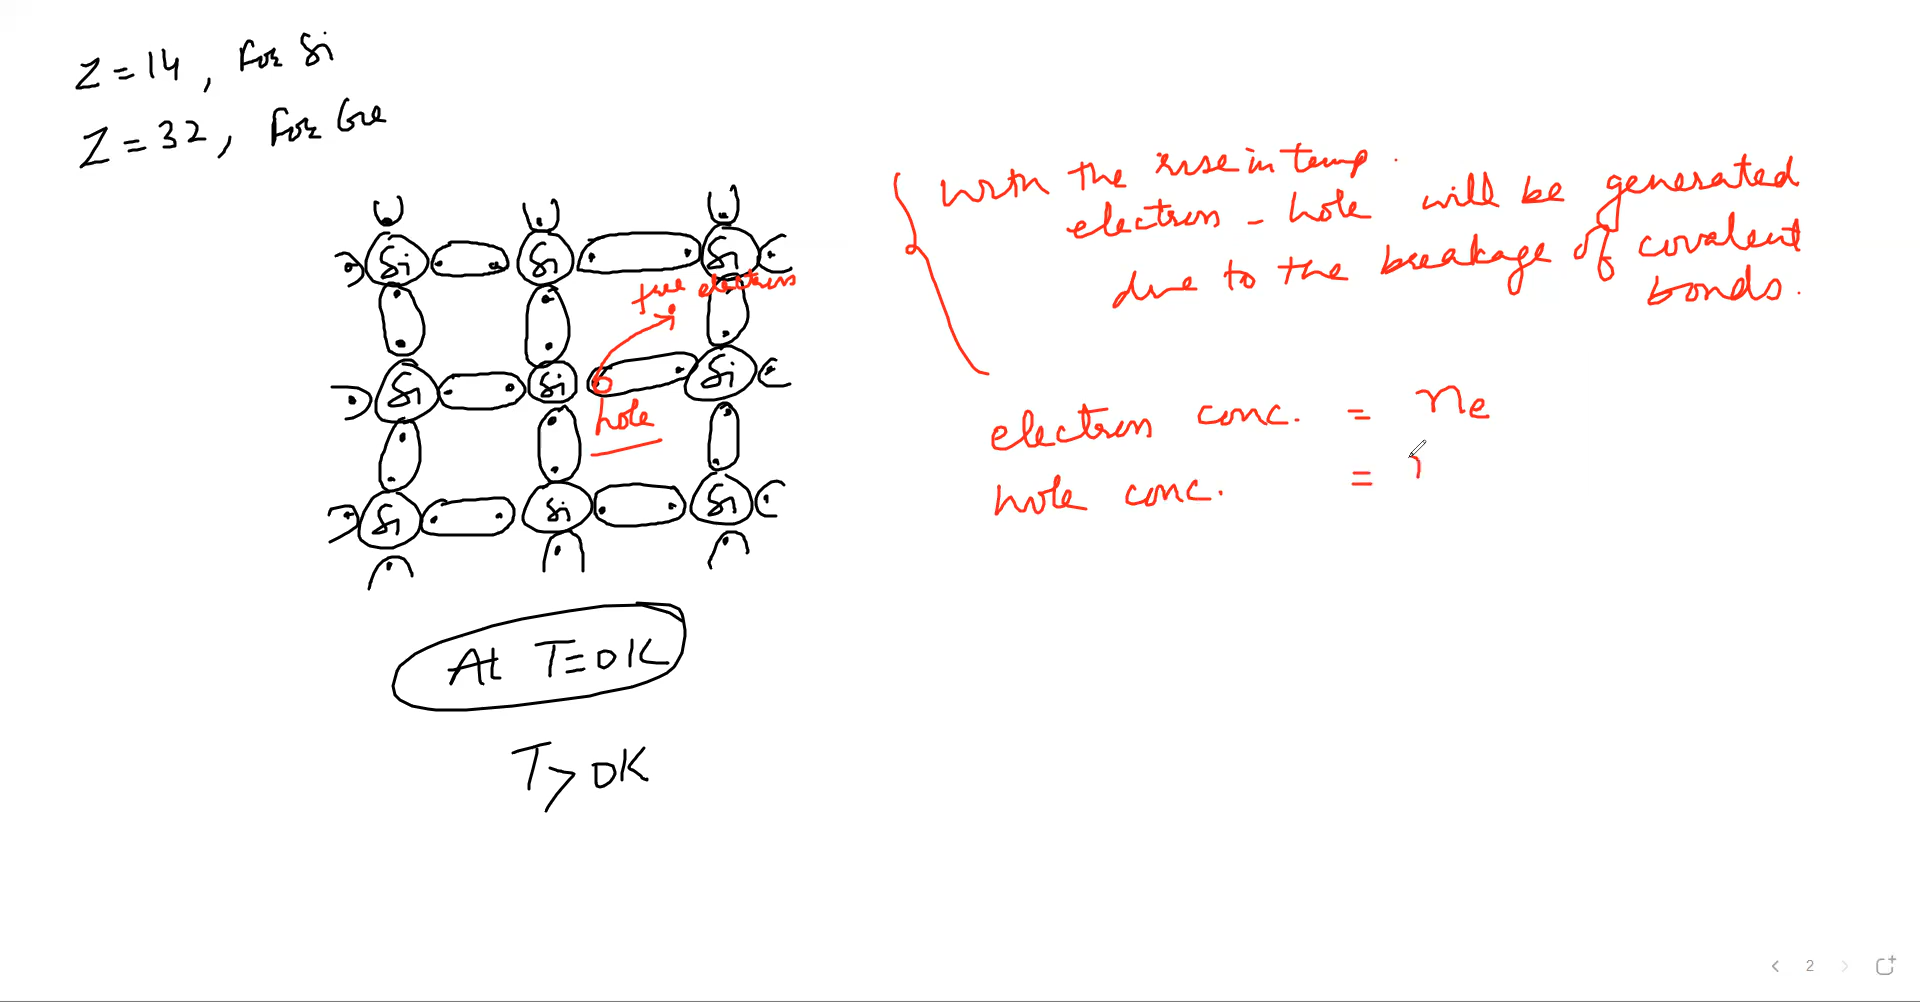 Z = 14, For Si
Z = 32, For Ge
With the rise in temp.
electron - hole will be generated
due to the breakage of covalent
bonds.
Si Si Si
free electrons
Si Si Si
hole
Si Si Si
electron conc. = ne
hole conc. =
At T=0K
T>0K
2